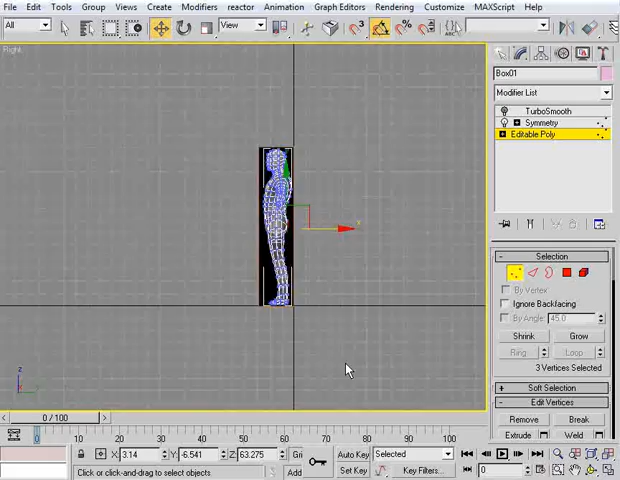 File Edit Tools Group Views Create Modifiers reactor Animation Graph Editors Rendering Customize MAXScript Help
All View
Right
Box01
Modifier List
TurboSmooth
Symmetry
Editable Poly
x
Selection
By Vertex
Ignore Backfacing
By Angle: 45.0
Shrink Grow
Ring Loop
3 Vertices Selected
Soft Selection
Edit Vertices
Remove Break
Extrude Weld
z
0 / 100
0 10 20 30 40 50 60 70 80 90 100
X: 3.14 Y: -6.541 Z: 63.275 Gri Auto Key Selected
Click or click-and-drag to select objects Add Set Key Key Filters... 0